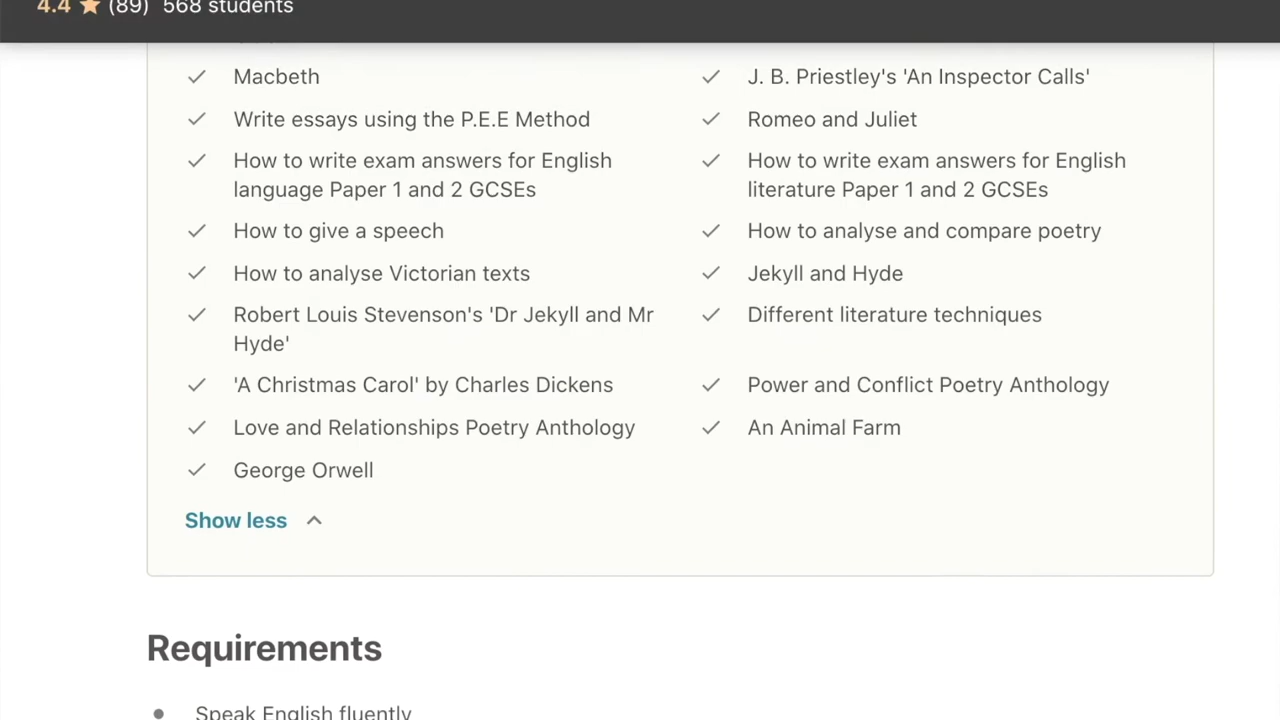 4.4 (89) 568 students
Macbeth
J. B. Priestley's 'An Inspector Calls'
Write essays using the P.E.E Method
Romeo and Juliet
How to write exam answers for English
language Paper 1 and 2 GCSEs
How to write exam answers for English
literature Paper 1 and 2 GCSEs
How to give a speech
How to analyse and compare poetry
How to analyse Victorian texts
Jekyll and Hyde
Robert Louis Stevenson's 'Dr Jekyll and Mr
Hyde'
Different literature techniques
'A Christmas Carol' by Charles Dickens
Power and Conflict Poetry Anthology
Love and Relationships Poetry Anthology
An Animal Farm
George Orwell
Show less
Requirements
Speak English fluently